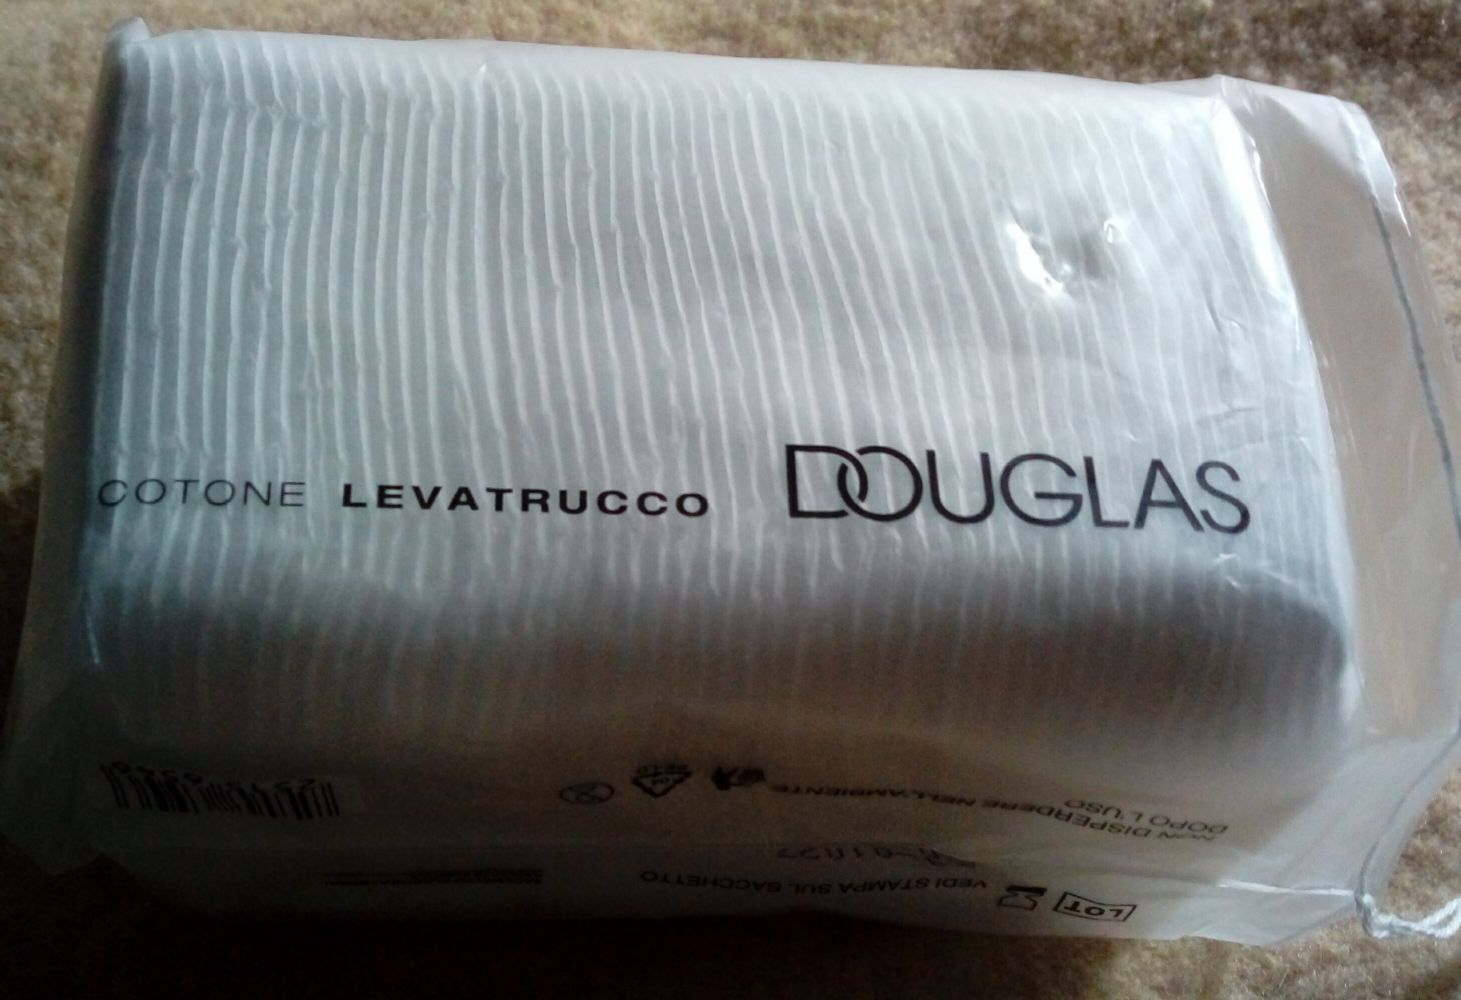 COTONE LEVATRUCCO DOUGLAS
NON DISPERDERE NELL'AMBIENTE
DOPO L'USO
LOT
VEDI STAMPA SUL SACCHETTO